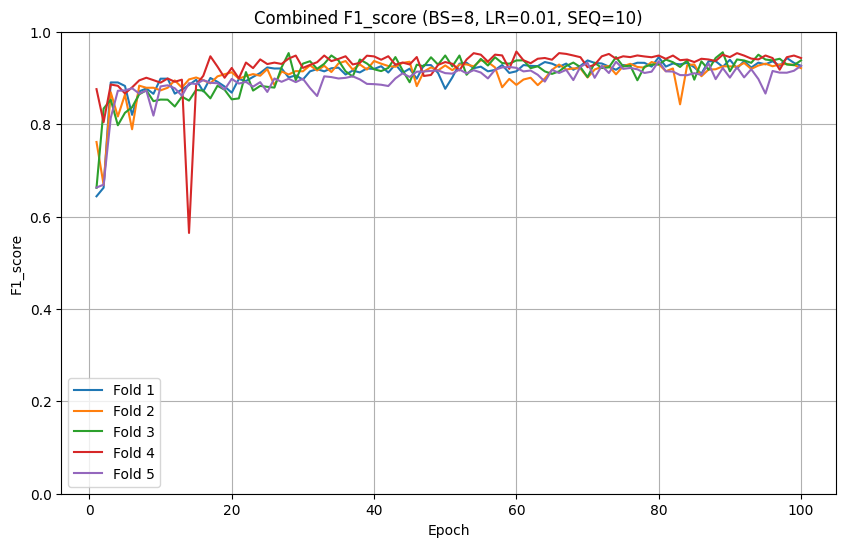 Combined F1_score (BS=8, LR=0.01, SEQ=10)
1.0
0.8
0.6
0.4
0.2
0.0
F1_score
Fold 1
Fold 2
Fold 3
Fold 4
Fold 5
0 20 40 60 80 100
Epoch